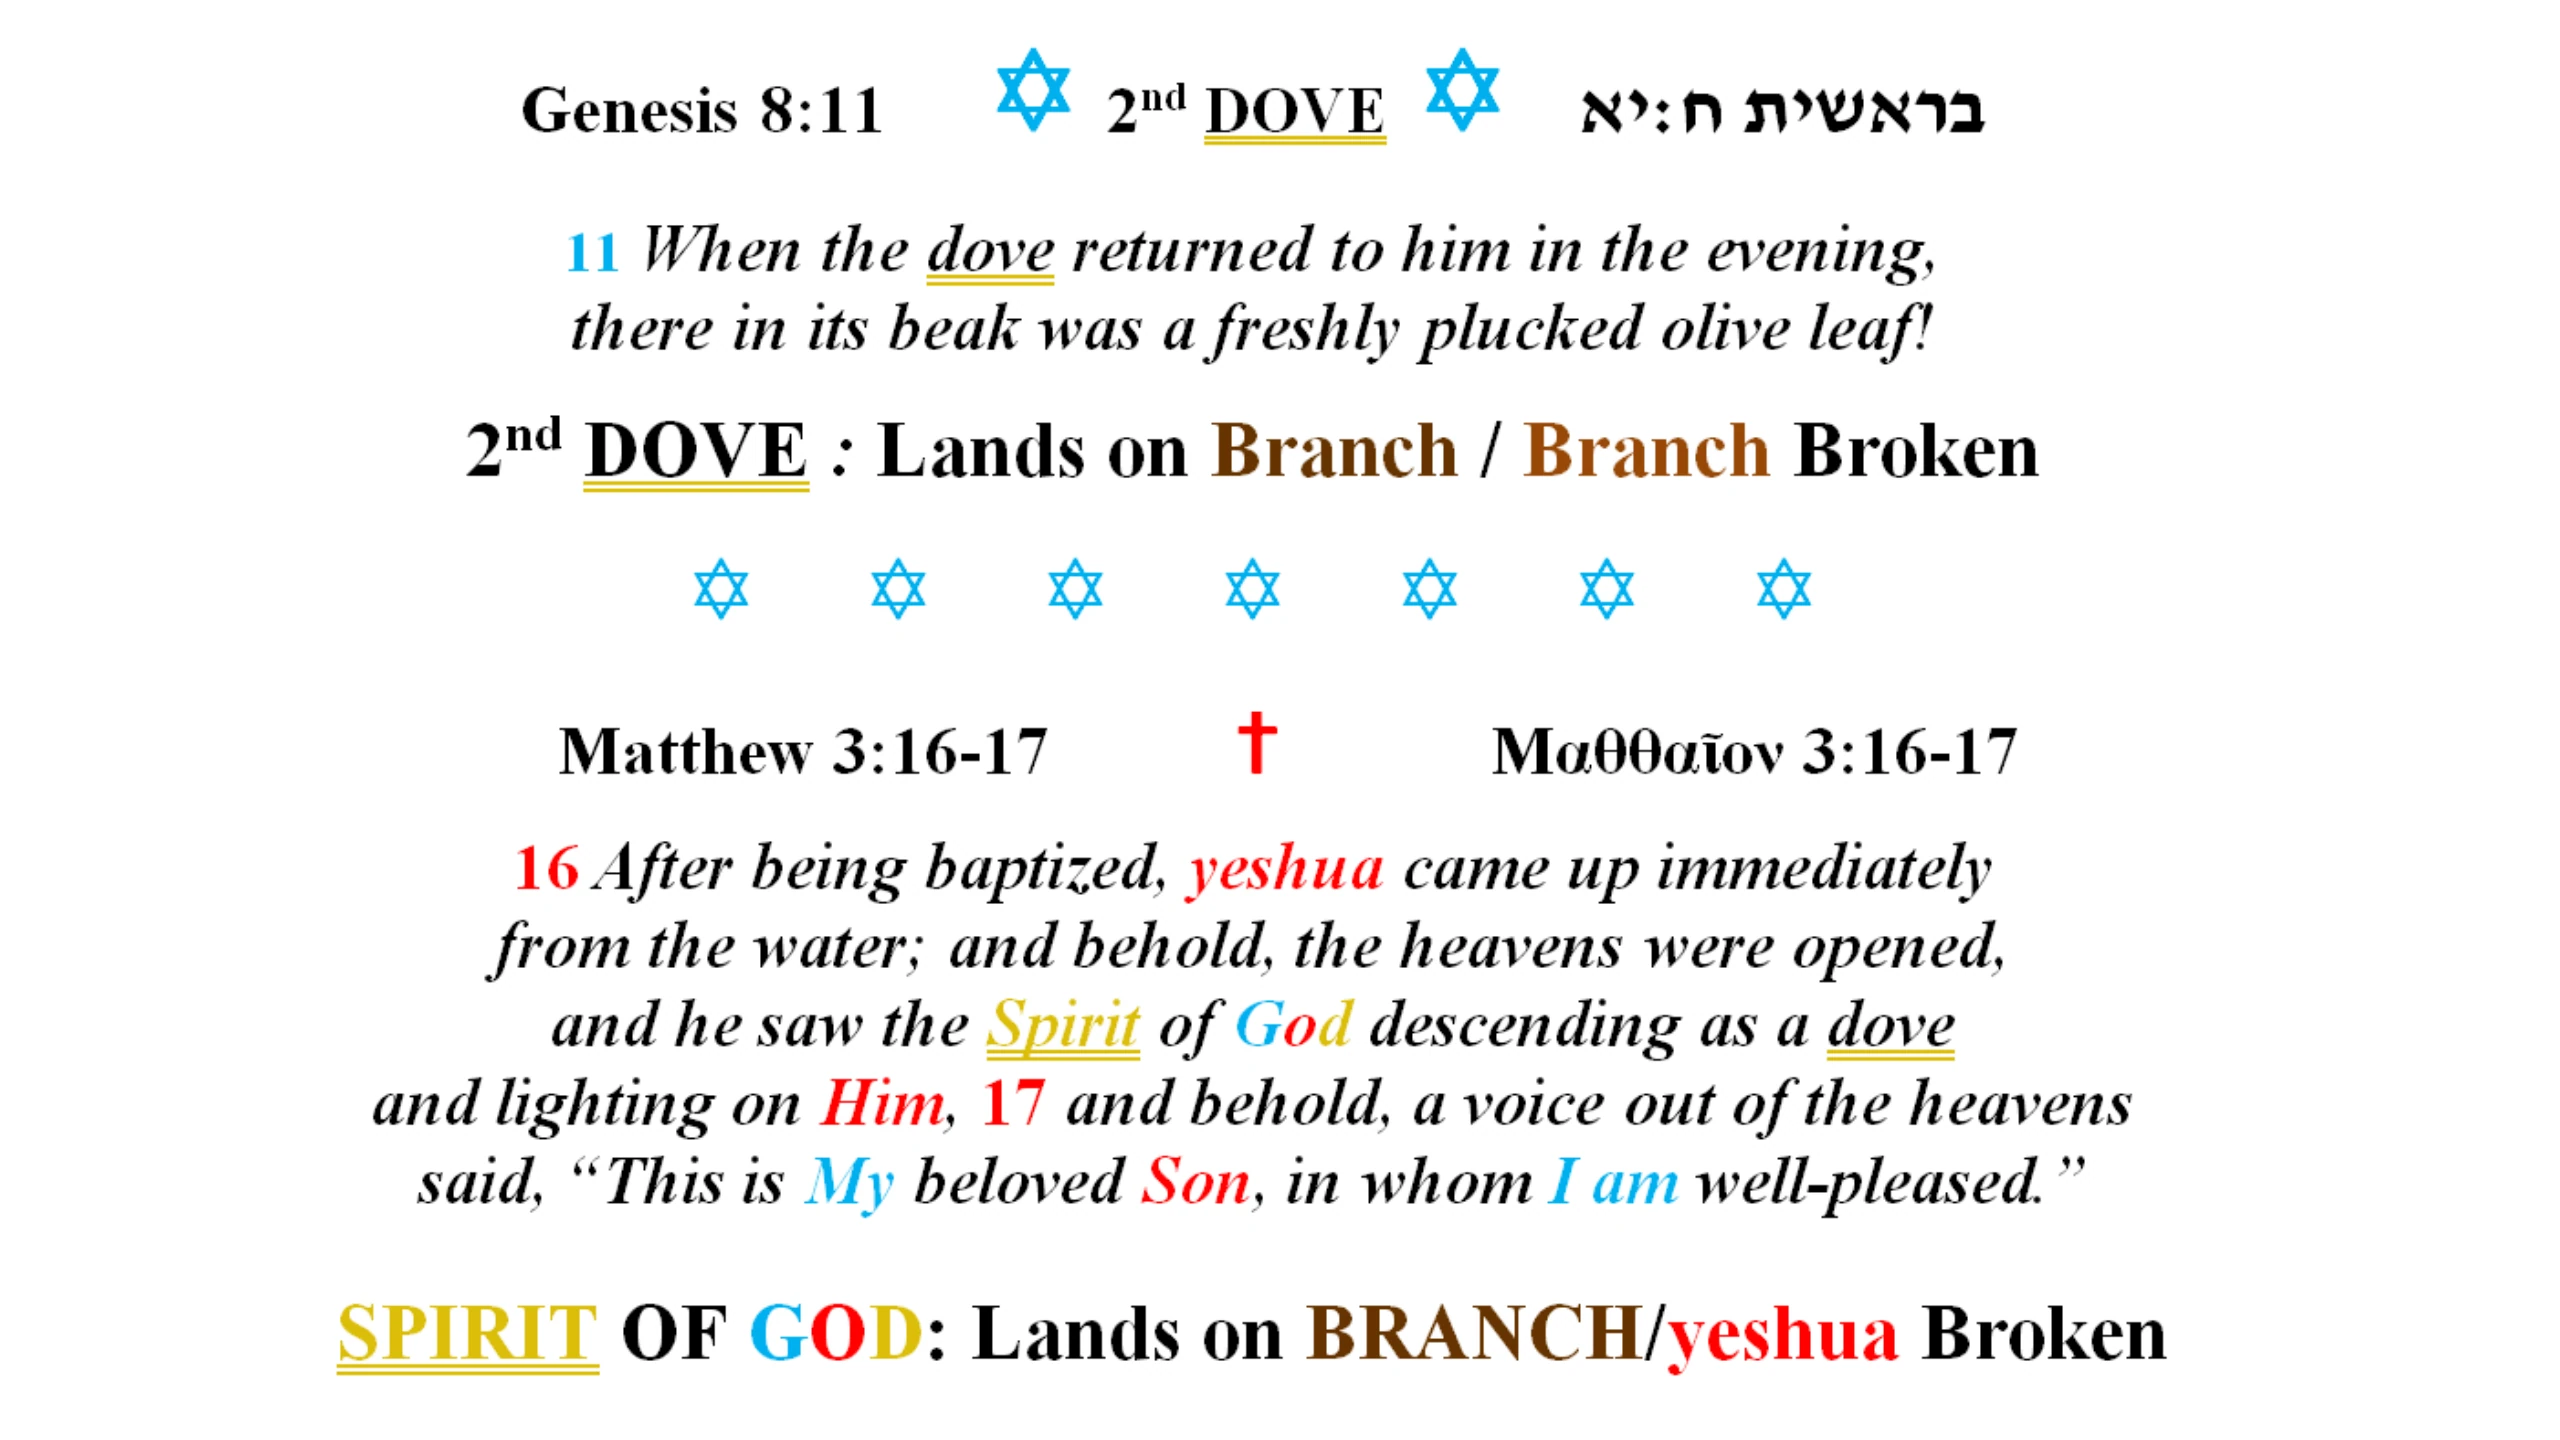 Genesis 8:11 ✡ 2nd DOVE ✡ בראשית ח:יא
11 When the dove returned to him in the evening,
there in its beak was a freshly plucked olive leaf!
2nd DOVE : Lands on Branch / Branch Broken
✡ ✡ ✡ ✡ ✡ ✡ ✡
Matthew 3:16-17 ✝ Μαθθαῖον 3:16-17
16 After being baptized, yeshua came up immediately
from the water; and behold, the heavens were opened,
and he saw the Spirit of God descending as a dove
and lighting on Him, 17 and behold, a voice out of the heavens
said, “This is My beloved Son, in whom I am well-pleased.”
SPIRIT OF GOD: Lands on BRANCH/yeshua Broken